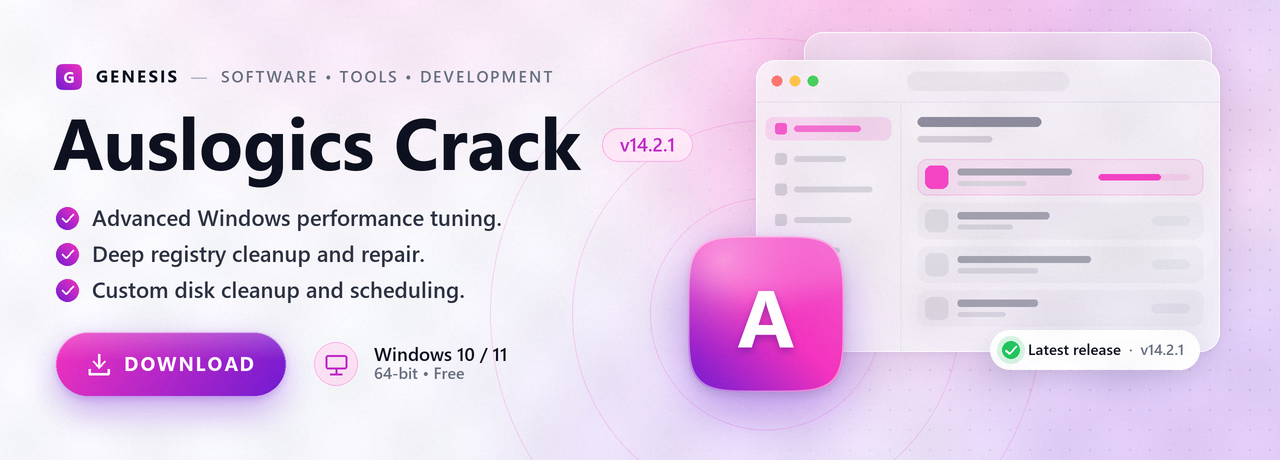 G GENESIS — SOFTWARE • TOOLS • DEVELOPMENT
Auslogics Crack v14.2.1
Advanced Windows performance tuning.
Deep registry cleanup and repair.
Custom disk cleanup and scheduling.
DOWNLOAD
Windows 10 / 11
64-bit • Free
A
Latest release · v14.2.1